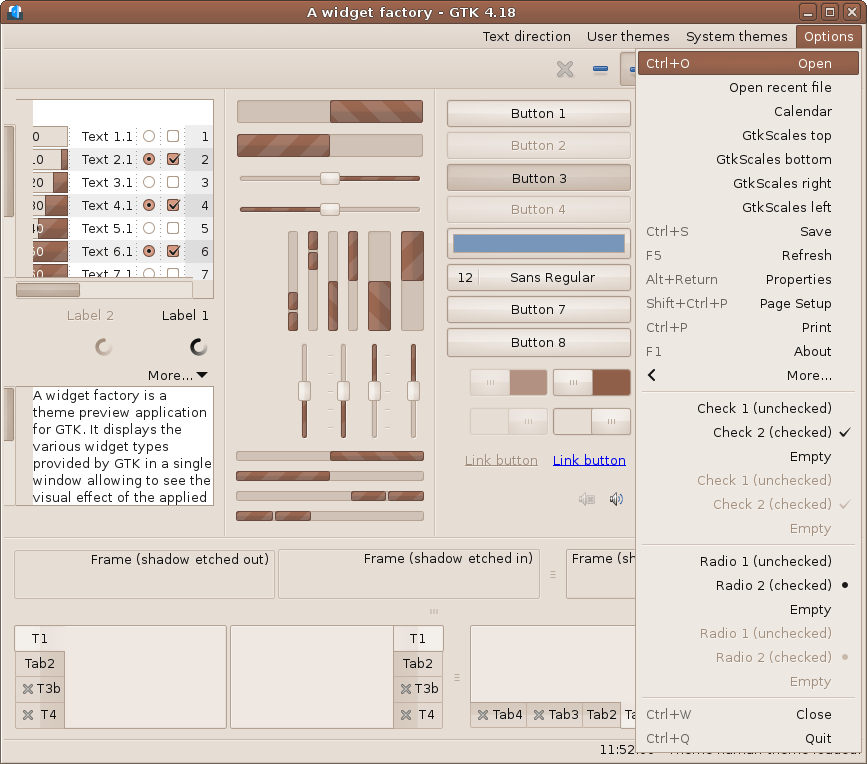 A widget factory - GTK 4.18
Text direction User themes System themes Options
Ctrl+O Open
Open recent file
Calendar
GtkScales top
GtkScales bottom
GtkScales right
GtkScales left
Ctrl+S Save
F5 Refresh
Alt+Return Properties
Shift+Ctrl+P Page Setup
Ctrl+P Print
F1 About
More...
Check 1 (unchecked)
Check 2 (checked)
Empty
Check 1 (unchecked)
Check 2 (checked)
Empty
Radio 1 (unchecked)
Radio 2 (checked)
Empty
Radio 1 (unchecked)
Radio 2 (checked)
Empty
Ctrl+W Close
Ctrl+Q Quit
0 Text 1.1 1
10 Text 2.1 2
20 Text 3.1 3
30 Text 4.1 4
40 Text 5.1 5
50 Text 6.1 6
Text 7.1 7
Label 2 Label 1
More...
A widget factory is a
theme preview application
for GTK. It displays the
various widget types
provided by GTK in a single
window allowing to see the
visual effect of the applied
Button 1
Button 2
Button 3
Button 4
12 Sans Regular
Button 7
Button 8
Link button Link button
Frame (shadow etched out) Frame (shadow etched in) Frame (sh
T1
Tab2
T3b
T4
T1
Tab2
T3b
T4
Tab4 Tab3 Tab2
11:52